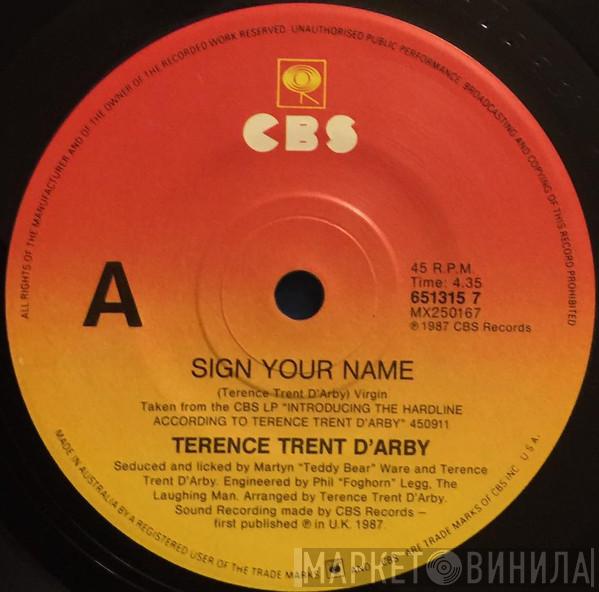 ALL RIGHTS OF THE MANUFACTURER AND OF THE OWNER OF THE RECORDED WORK RESERVED. UNAUTHORISED PUBLIC PERFORMANCE, BROADCASTING AND COPYING OF THIS RECORD PROHIBITED
CBS
A
45 R.P.M.
Time: 4.35
651315 7
MX250167
℗ 1987 CBS Records
SIGN YOUR NAME
(Terence Trent D'Arby) Virgin
Taken from the CBS LP "INTRODUCING THE HARDLINE
ACCORDING TO TERENCE TRENT D'ARBY" 450911
TERENCE TRENT D'ARBY
Seduced and licked by Martyn "Teddy Bear" Ware and Terence
Trent D'Arby. Engineered by Phil "Foghorn" Legg, The
Laughing Man. Arranged by Terence Trent D'Arby.
Sound Recording made by CBS Records –
first published ℗ in U.K. 1987.
MADE IN AUSTRALIA BY A REGISTERED USER OF THE TRADE MARKS AND CBS ARE TRADE MARKS OF CBS INC. U.S.A.
МАРКЕТ ВИНИЛА